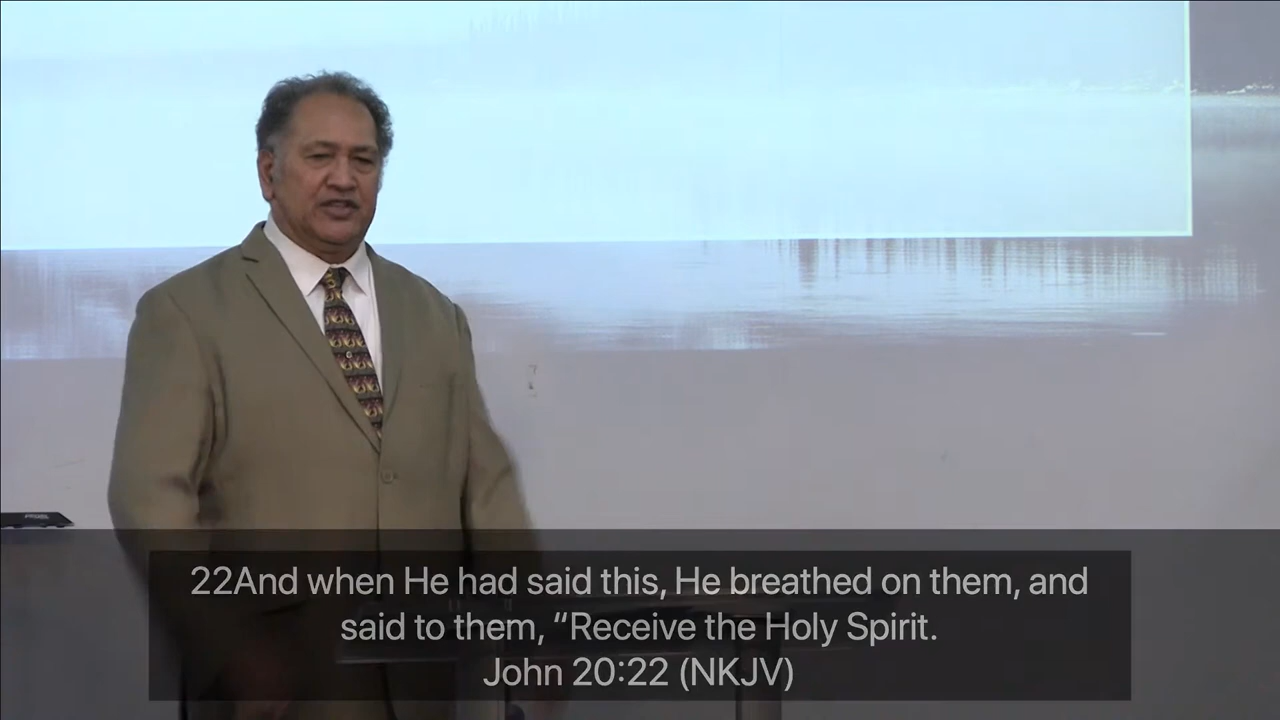 22And when He had said this, He breathed on them, and
said to them, “Receive the Holy Spirit.
John 20:22 (NKJV)